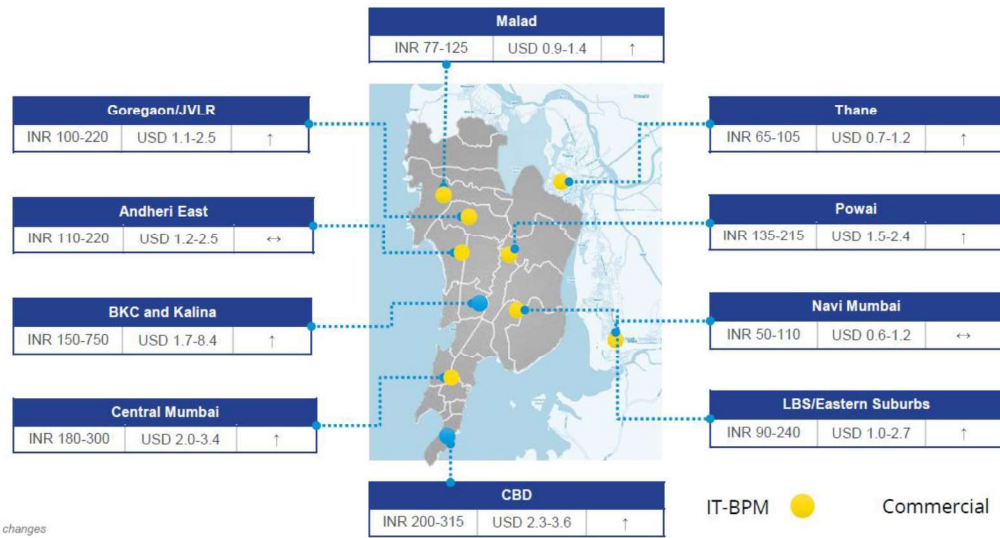 Malad
INR 77-125 USD 0.9-1.4 ↑
Goregaon/JVLR
INR 100-220 USD 1.1-2.5 ↑
Thane
INR 65-105 USD 0.7-1.2 ↑
Andheri East
INR 110-220 USD 1.2-2.5 ↔
Powai
INR 135-215 USD 1.5-2.4 ↑
BKC and Kalina
INR 150-750 USD 1.7-8.4 ↑
Navi Mumbai
INR 50-110 USD 0.6-1.2 ↔
Central Mumbai
INR 180-300 USD 2.0-3.4 ↑
LBS/Eastern Suburbs
INR 90-240 USD 1.0-2.7 ↑
CBD
INR 200-315 USD 2.3-3.6 ↑
IT-BPM Commercial
changes